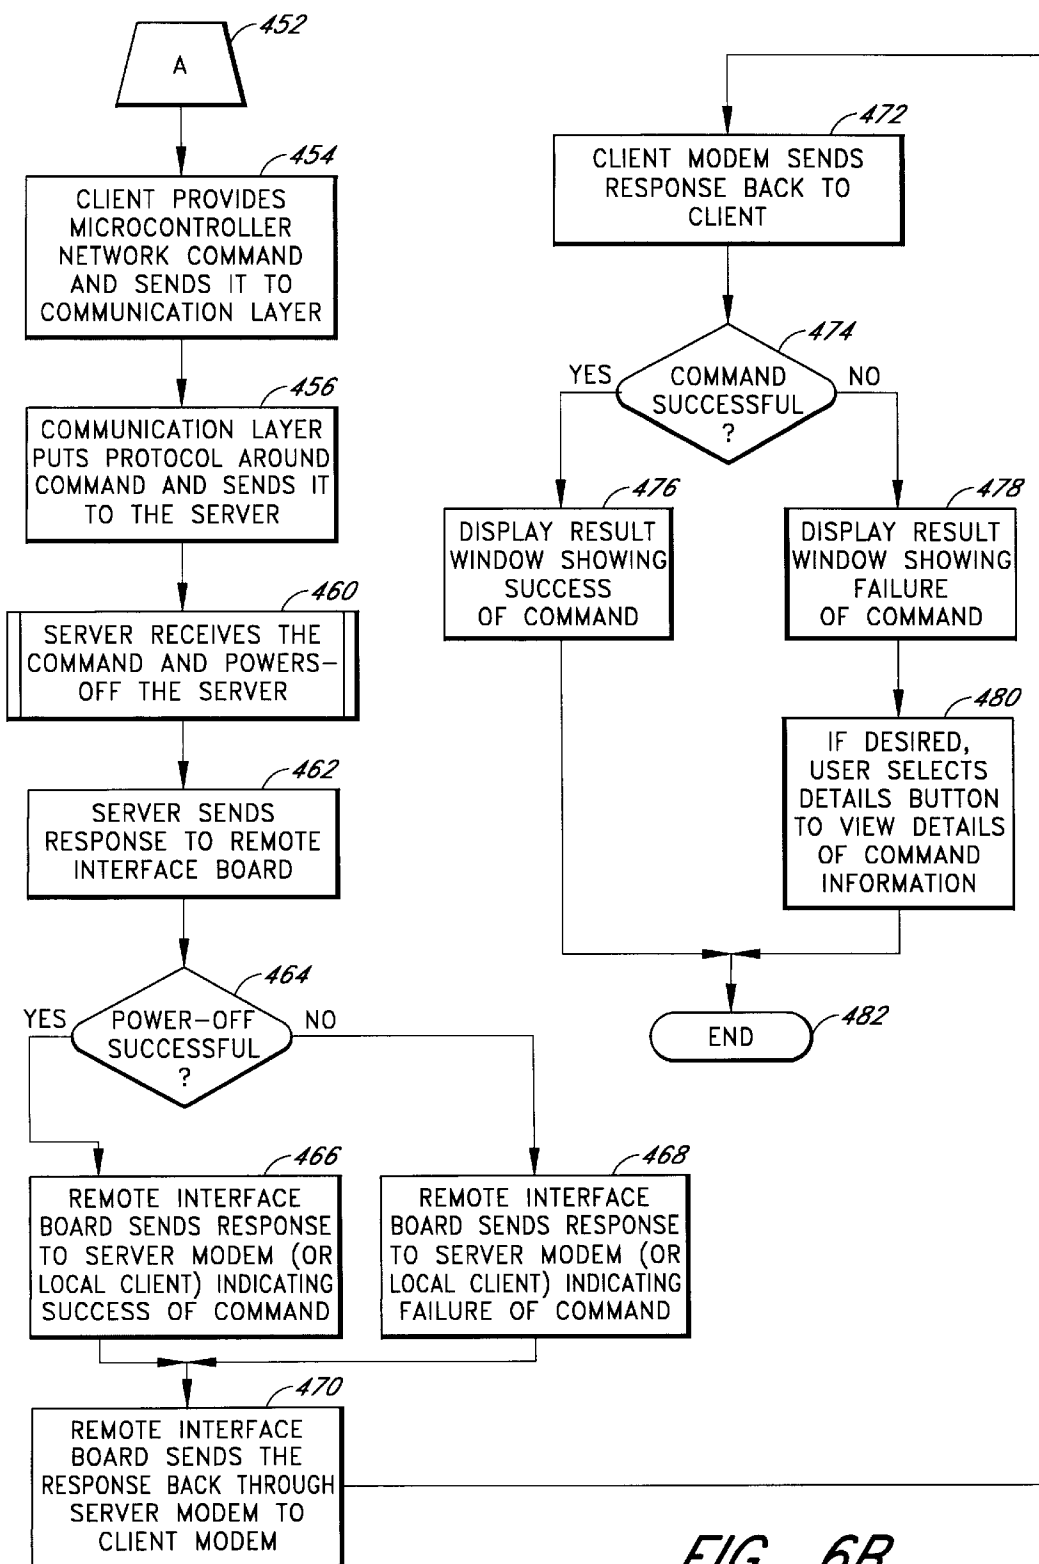 452
A
454
CLIENT PROVIDES
MICROCONTROLLER
NETWORK COMMAND
AND SENDS IT TO
COMMUNICATION LAYER
456
COMMUNICATION LAYER
PUTS PROTOCOL AROUND
COMMAND AND SENDS IT
TO THE SERVER
460
SERVER RECEIVES THE
COMMAND AND POWERS-
OFF THE SERVER
462
SERVER SENDS
RESPONSE TO REMOTE
INTERFACE BOARD
464
YES
POWER-OFF
SUCCESSFUL
?
NO
466
REMOTE INTERFACE
BOARD SENDS RESPONSE
TO SERVER MODEM (OR
LOCAL CLIENT) INDICATING
SUCCESS OF COMMAND
468
REMOTE INTERFACE
BOARD SENDS RESPONSE
TO SERVER MODEM (OR
LOCAL CLIENT) INDICATING
FAILURE OF COMMAND
470
REMOTE INTERFACE
BOARD SENDS THE
RESPONSE BACK THROUGH
SERVER MODEM TO
CLIENT MODEM
472
CLIENT MODEM SENDS
RESPONSE BACK TO
CLIENT
474
YES
COMMAND
SUCCESSFUL
?
NO
476
DISPLAY RESULT
WINDOW SHOWING
SUCCESS
OF COMMAND
478
DISPLAY RESULT
WINDOW SHOWING
FAILURE
OF COMMAND
480
IF DESIRED,
USER SELECTS
DETAILS BUTTON
TO VIEW DETAILS
OF COMMAND
INFORMATION
END
482
FIG. 6B